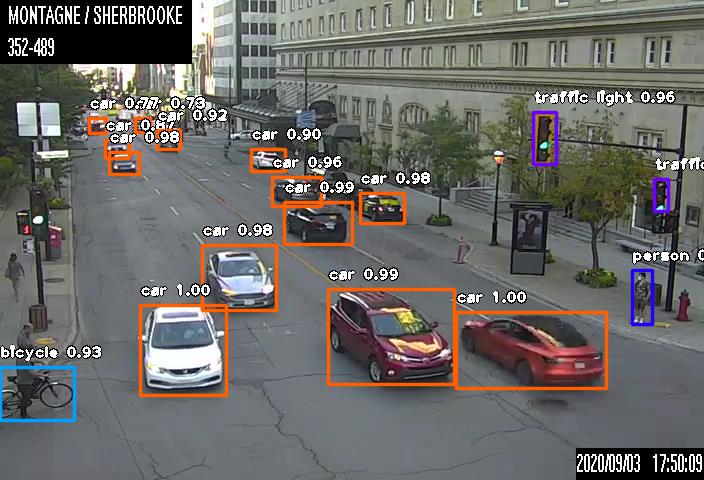 MONTAGNE / SHERBROOKE
352-489
traffic light 0.96
car 0.73
car 0.92
car 0.98
car 0.90
car 0.96
traffic
car 0.99
car 0.98
car 0.98
person 0
car 0.99
car 1.00
car 1.00
bicycle 0.93
2020/09/03 17:50:09